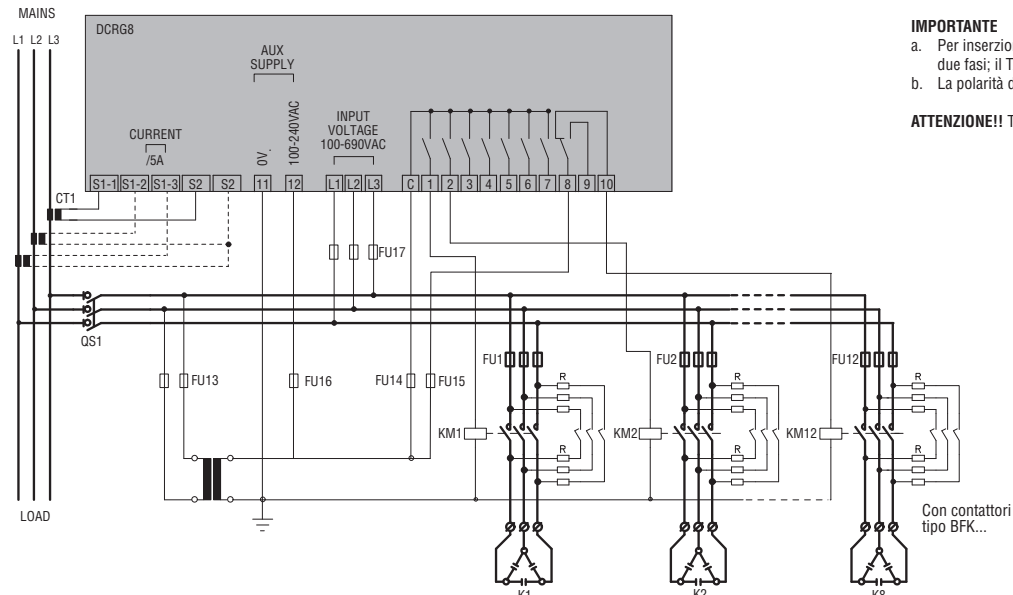 MAINS
L1 L2 L3
DCRG8
AUX
SUPPLY
CURRENT
/5A
0V.
100-240VAC
INPUT
VOLTAGE
100-690VAC
S1-1 S1-2 S1-3 S2 S2 11 12 L1 L2 L3 C 1 2 3 4 5 6 7 8 9 10
CT1
FU17
QS1
FU13
FU16
FU14
FU15
FU1
FU2
FU12
R
R
R
KM1
KM2
KM12
R
R
R
LOAD
K1
K2
K8
IMPORTANTE
a. Per inserzion
due fasi; il T
b. La polarità d
ATTENZIONE!! T
Con contattori
tipo BFK...